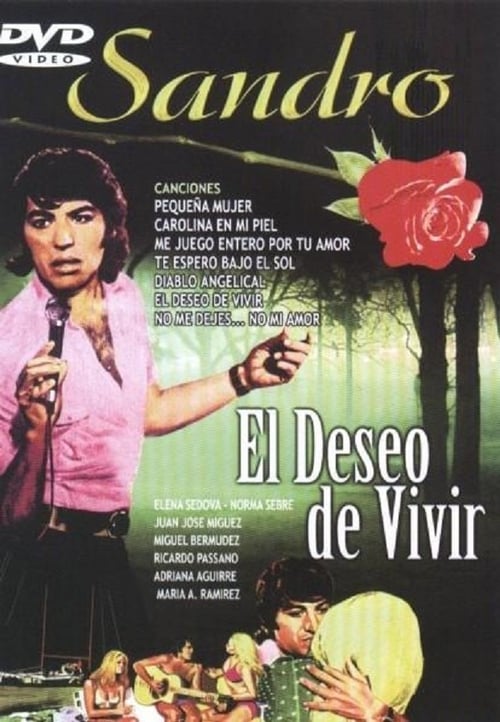 DVD
VIDEO
Sandro
CANCIONES
PEQUEÑA MUJER
CAROLINA EN MI PIEL
ME JUEGO ENTERO POR TU AMOR
TE ESPERO BAJO EL SOL
DIABLO ANGELICAL
EL DESEO DE VIVIR
NO ME DEJES... NO MI AMOR
El Deseo
de Vivir
ELENA SEDOVA - NORMA SEBRE
JUAN JOSE MIGUEZ
MIGUEL BERMUDEZ
RICARDO PASSANO
ADRIANA AGUIRRE
MARIA A. RAMIREZ